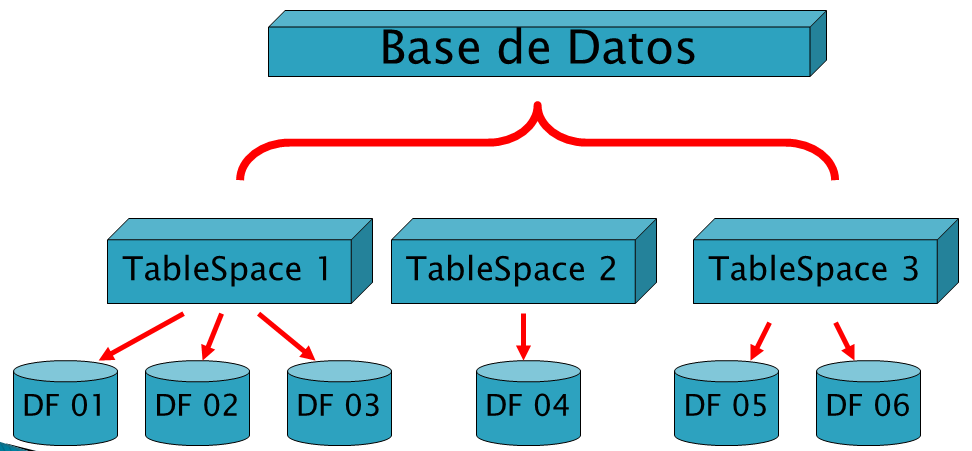 Base de Datos
TableSpace 1
TableSpace 2
TableSpace 3
DF 01
DF 02
DF 03
DF 04
DF 05
DF 06